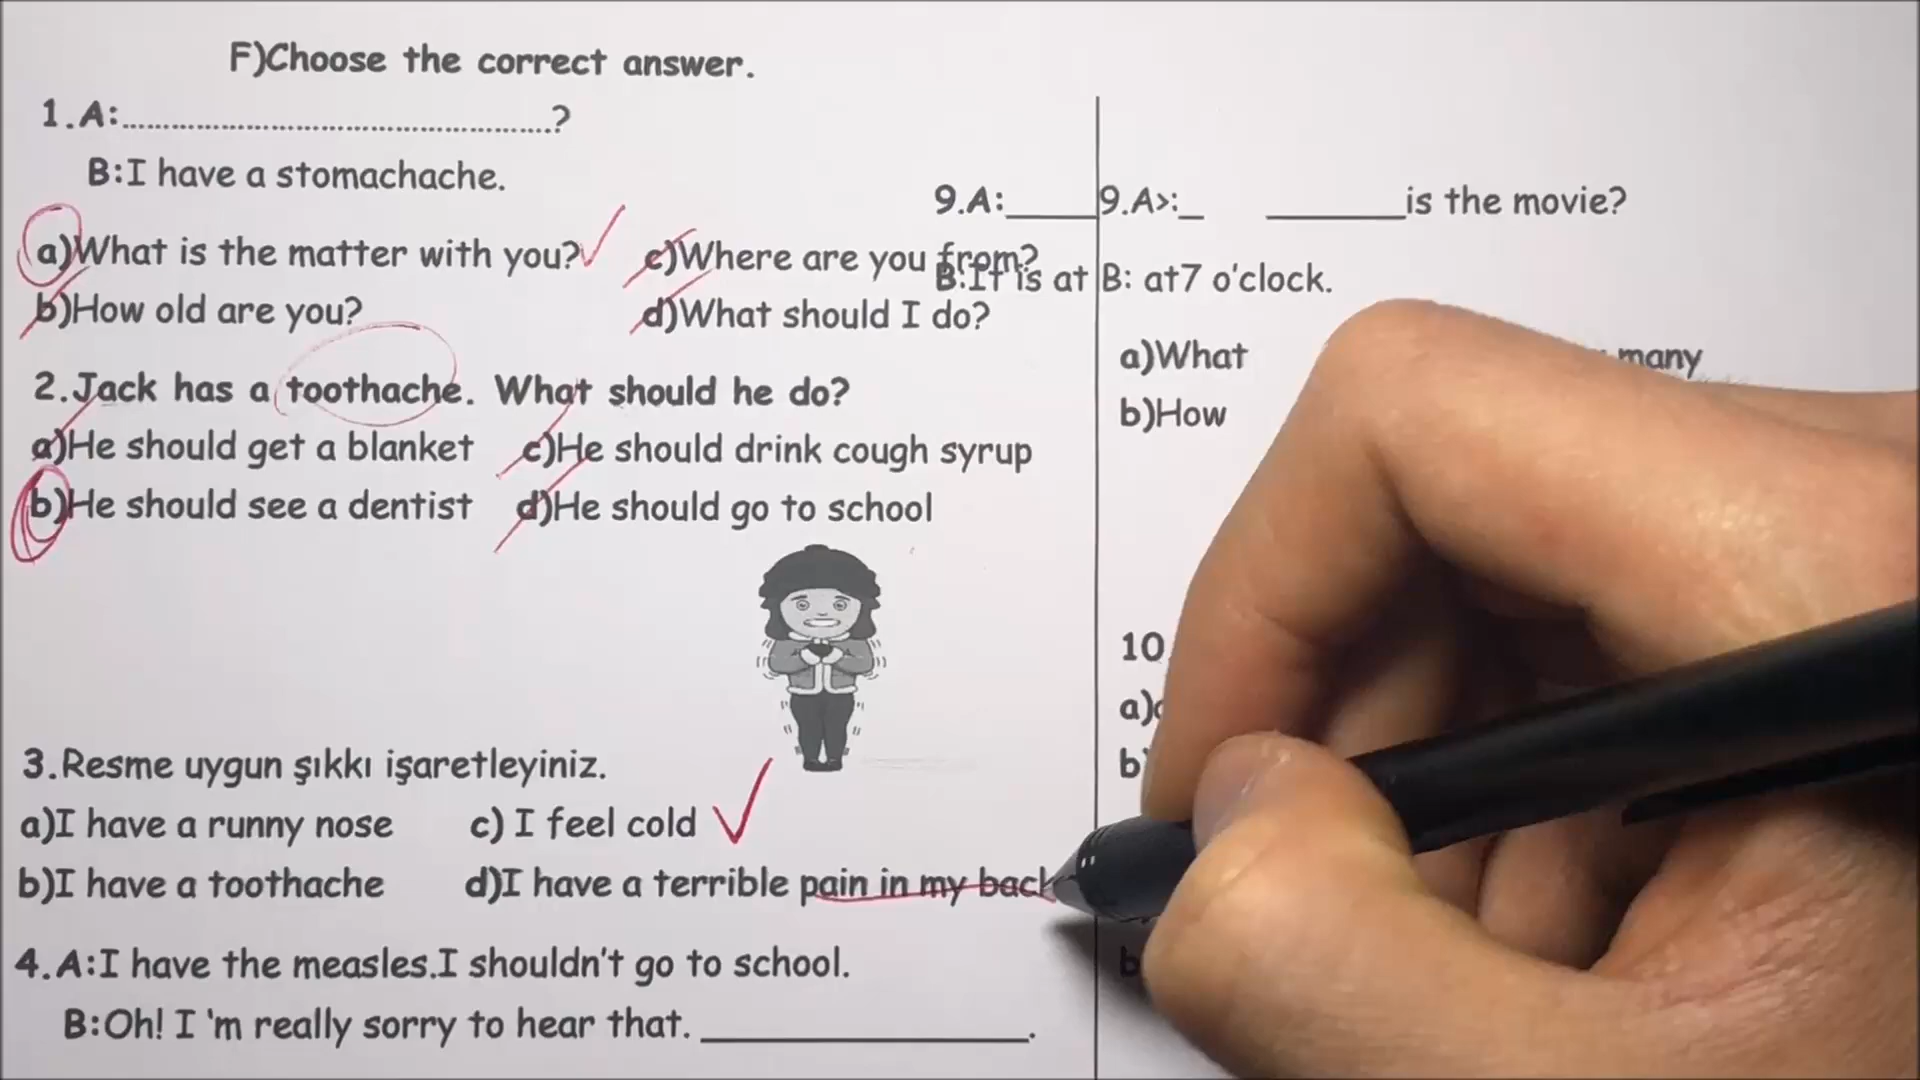 F)Choose the correct answer.
1.A:................................................?
B:I have a stomachache.
a)What is the matter with you?
c)Where are you from?
b)How old are you?
d)What should I do?
2.Jack has a toothache. What should he do?
a)He should get a blanket
c)He should drink cough syrup
b)He should see a dentist
d)He should go to school
3.Resme uygun şıkkı işaretleyiniz.
a)I have a runny nose
c) I feel cold
b)I have a toothache
d)I have a terrible pain in my back
4.A:I have the measles.I shouldn't go to school.
B:Oh! I 'm really sorry to hear that. ________________.
9.A:_____
9.A>:_ _______is the movie?
B:It is at
B: at7 o'clock.
a)What
many
b)How
10
a)
b
b